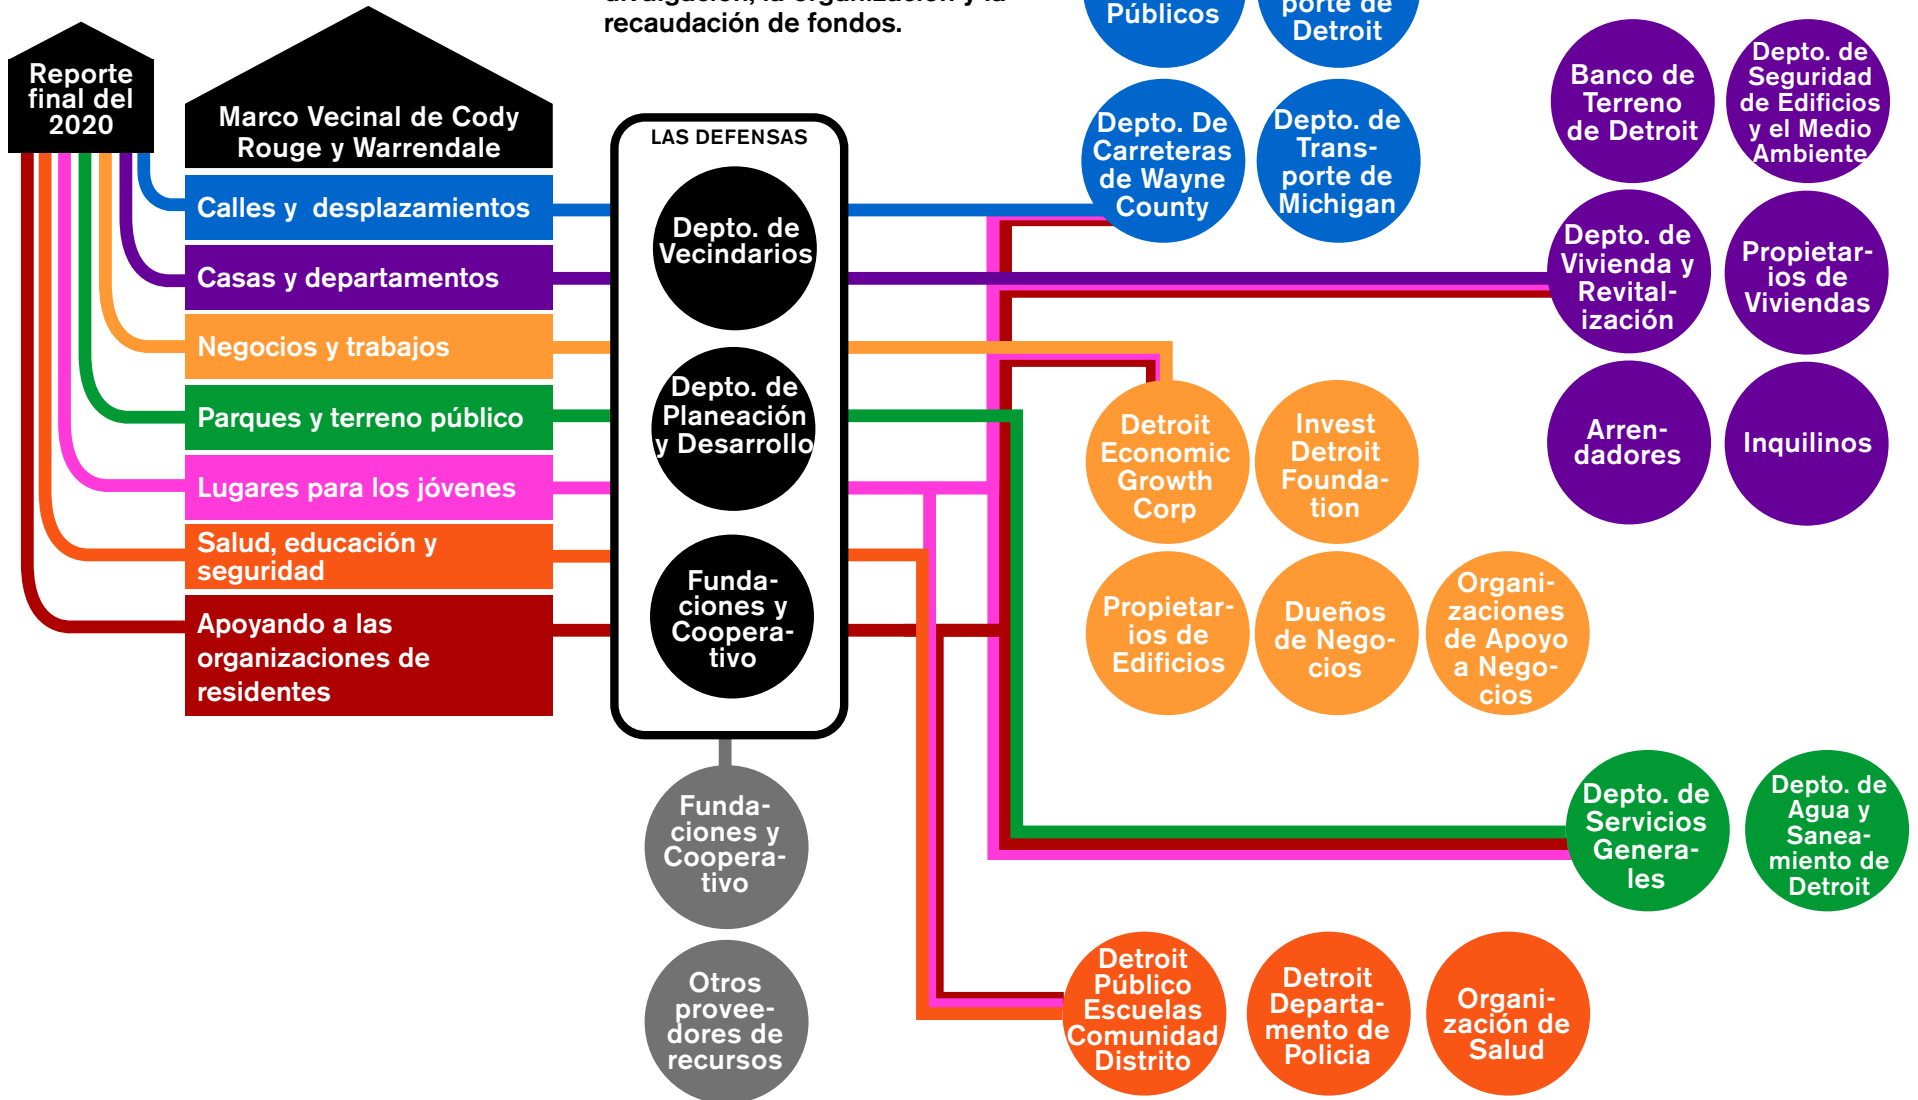 recaudación de fondos.
Públicos
porte de
Detroit
Reporte
final del
2020
Marco Vecinal de Cody
Rouge y Warrendale
Calles y desplazamientos
Casas y departamentos
Negocios y trabajos
Parques y terreno público
Lugares para los jóvenes
Salud, educación y
seguridad
Apoyando a las
organizaciones de
residentes
LAS DEFENSAS
Depto. de
Vecindarios
Depto. de
Planeación
y Desarrollo
Funda-
ciones y
Coopera-
tivo
Funda-
ciones y
Coopera-
tivo
Otros
provee-
dores de
recursos
Depto. De
Carreteras
de Wayne
County
Depto. de
Trans-
porte de
Michigan
Banco de
Terreno
de Detroit
Depto. de
Seguridad
de Edificios
y el Medio
Ambiente
Depto. de
Vivienda y
Revital-
ización
Propietar-
ios de
Viviendas
Arren-
dadores
Inquilinos
Detroit
Economic
Growth
Corp
Invest
Detroit
Founda-
tion
Propietar-
ios de
Edificios
Dueños
de Nego-
cios
Organi-
zaciones
de Apoyo
a Nego-
cios
Depto. de
Servicios
Genera-
les
Depto. de
Agua y
Sanea-
miento de
Detroit
Detroit
Público
Escuelas
Comunidad
Distrito
Detroit
Departa-
mento de
Policia
Organi-
zación de
Salud